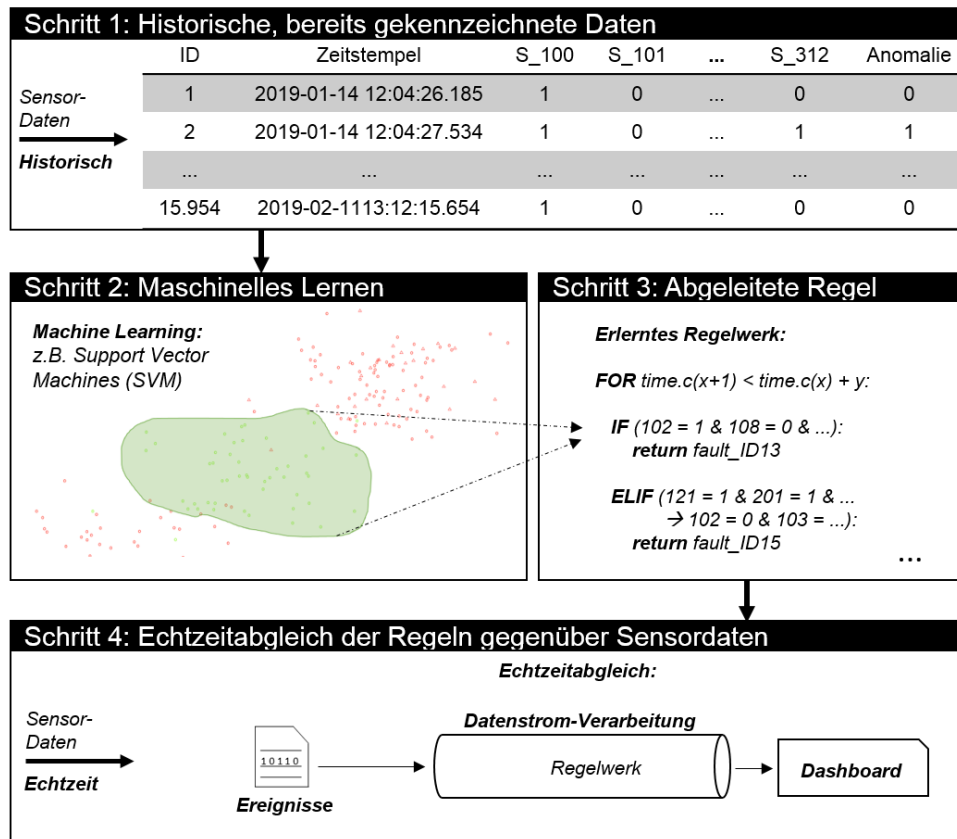 Schritt 1: Historische, bereits gekennzeichnete Daten
ID Zeitstempel S_100 S_101 ... S_312 Anomalie
Sensor-
Daten
Historisch
1 2019-01-14 12:04:26.185 1 0 ... 0 0
2 2019-01-14 12:04:27.534 1 0 ... 1 1
... ... ... ... ... ... ...
15.954 2019-02-1113:12:15.654 1 0 ... 0 0
Schritt 2: Maschinelles Lernen
Machine Learning:
z.B. Support Vector
Machines (SVM)
Schritt 3: Abgeleitete Regel
Erlerntes Regelwerk:
FOR time.c(x+1) < time.c(x) + y:
IF (102 = 1 & 108 = 0 & ...):
return fault_ID13
ELIF (121 = 1 & 201 = 1 & ...
→ 102 = 0 & 103 = ...):
return fault_ID15
...
Schritt 4: Echtzeitabgleich der Regeln gegenüber Sensordaten
Echtzeitabgleich:
Sensor-
Daten
Echtzeit
10110
Ereignisse
Datenstrom-Verarbeitung
Regelwerk
Dashboard